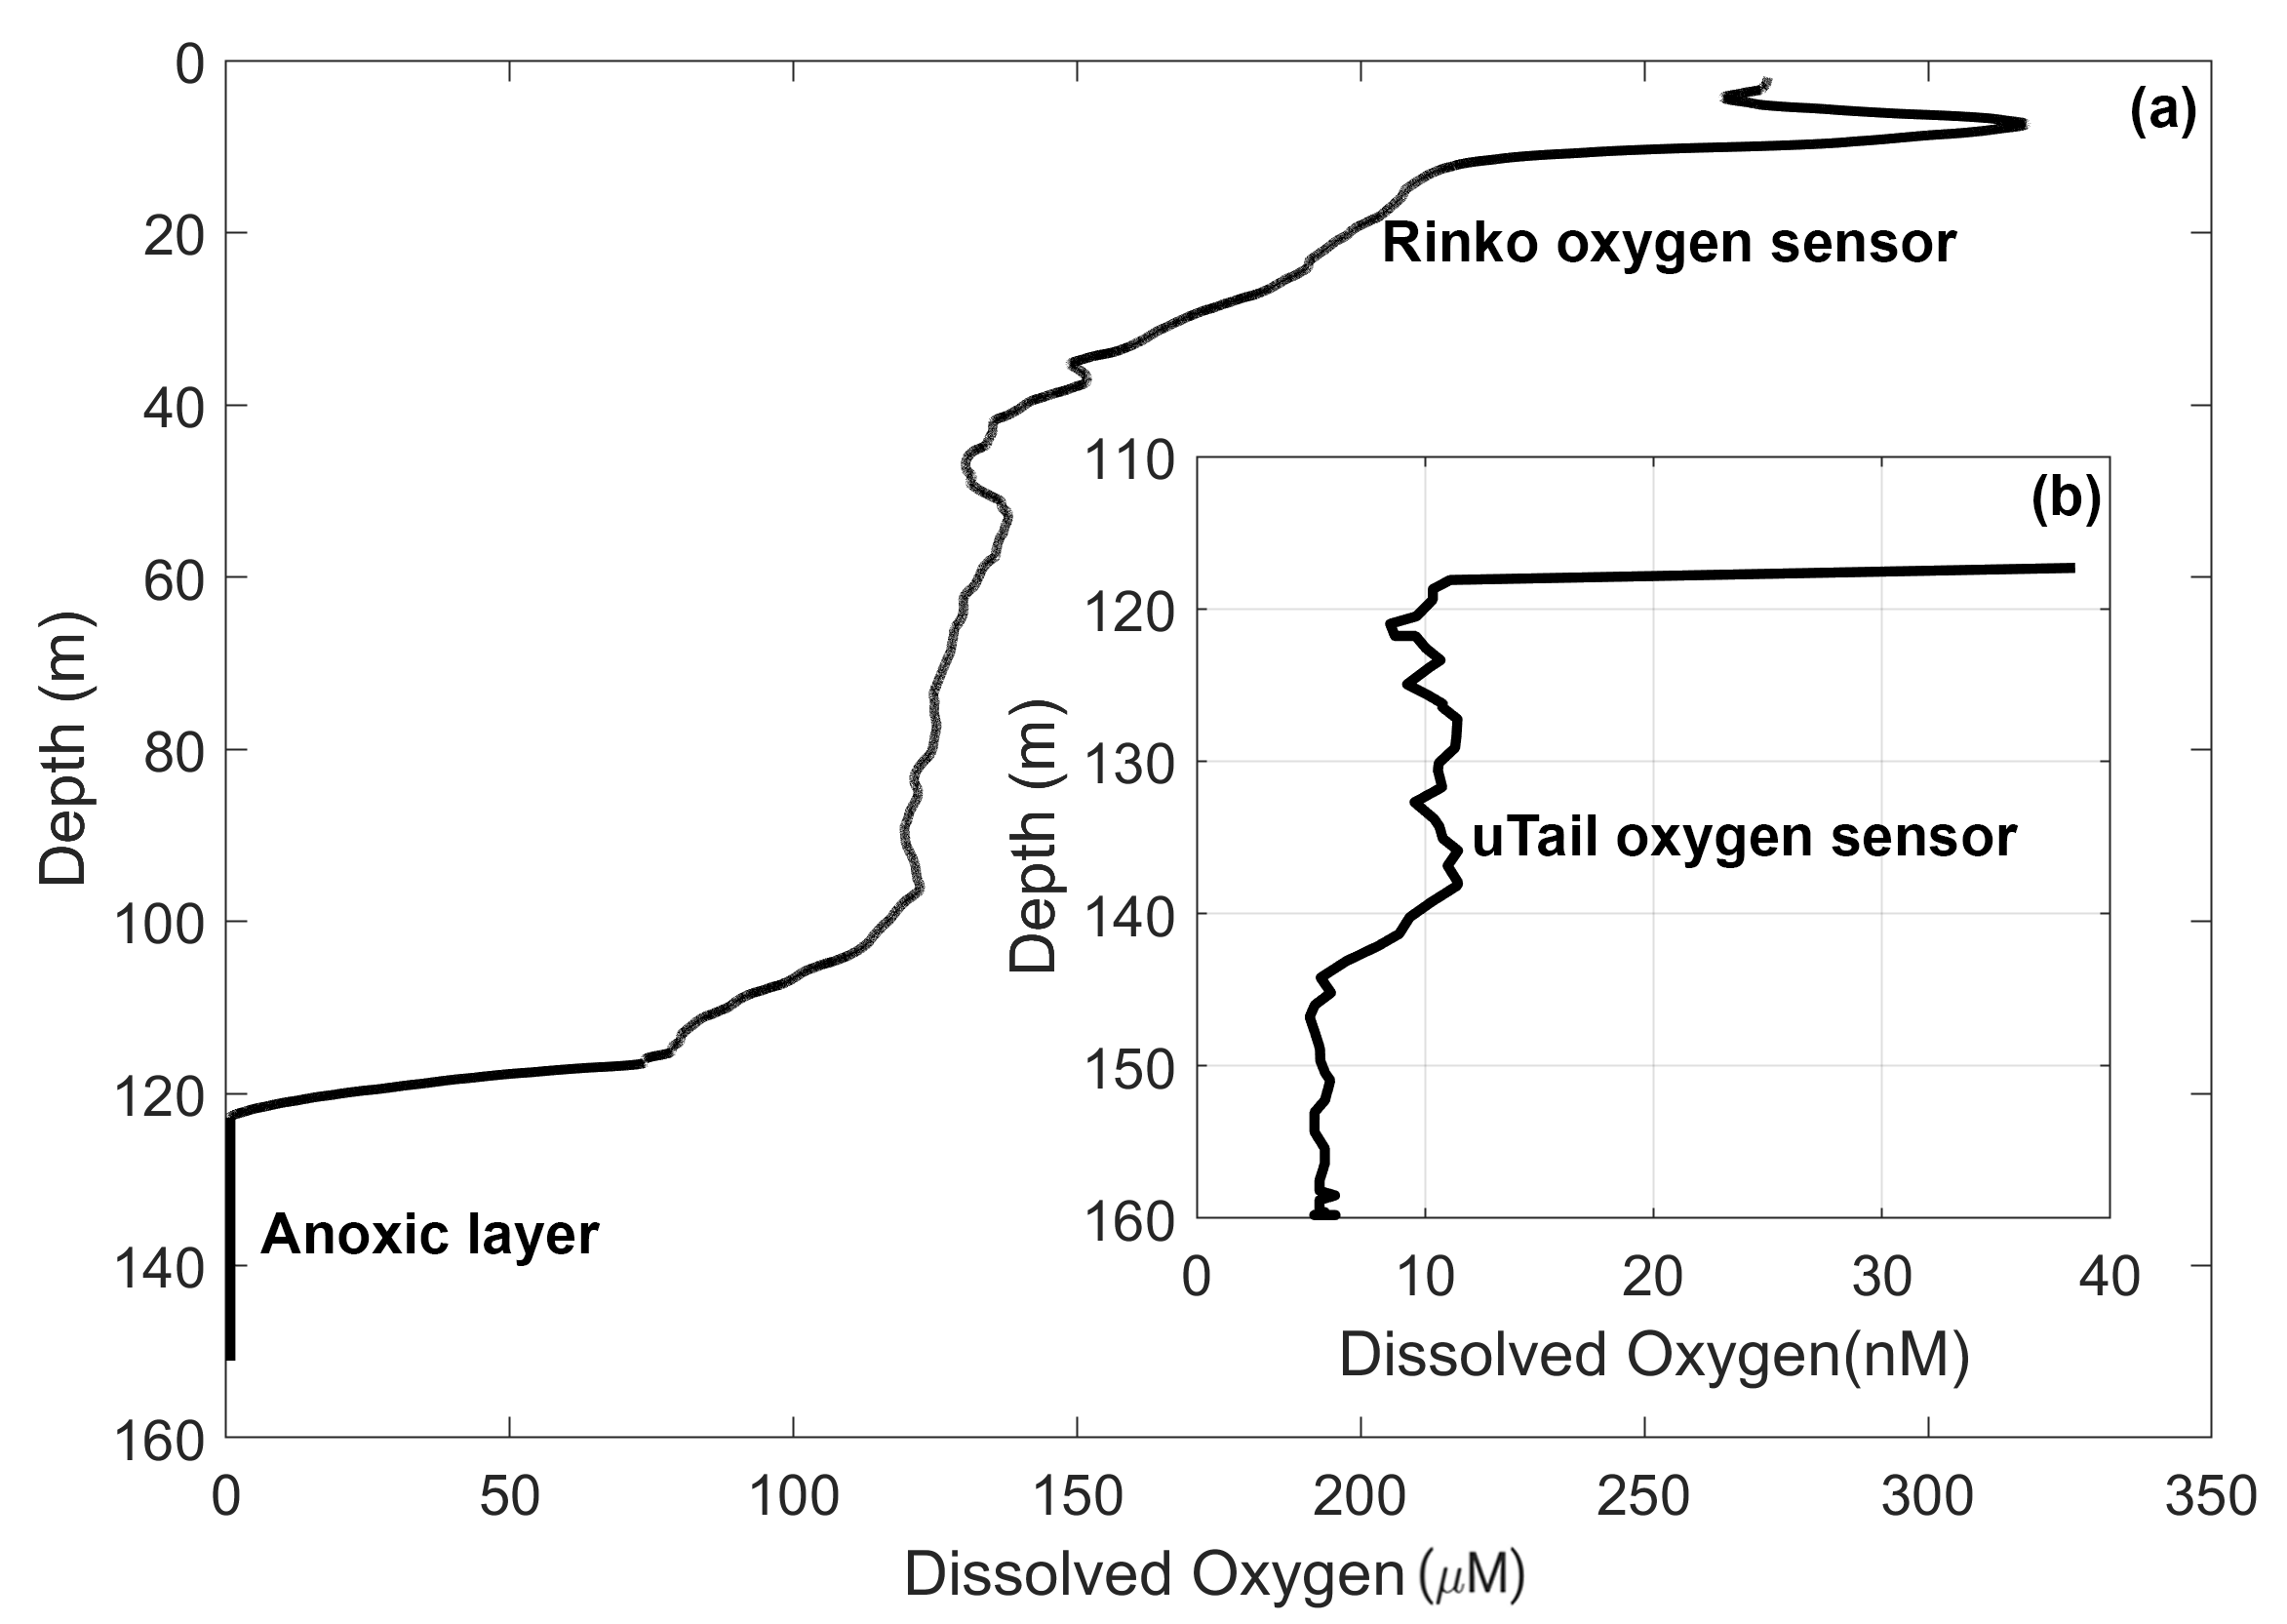 0
(a)
20
Rinko oxygen sensor
40
110
(b)
60
120
Depth (m)
Depth (m)
80
130
uTail oxygen sensor
100
140
120
150
Anoxic layer
160
140
0 10 20 30 40
Dissolved Oxygen(nM)
160
0 50 100 150 200 250 300 350
Dissolved Oxygen(μM)